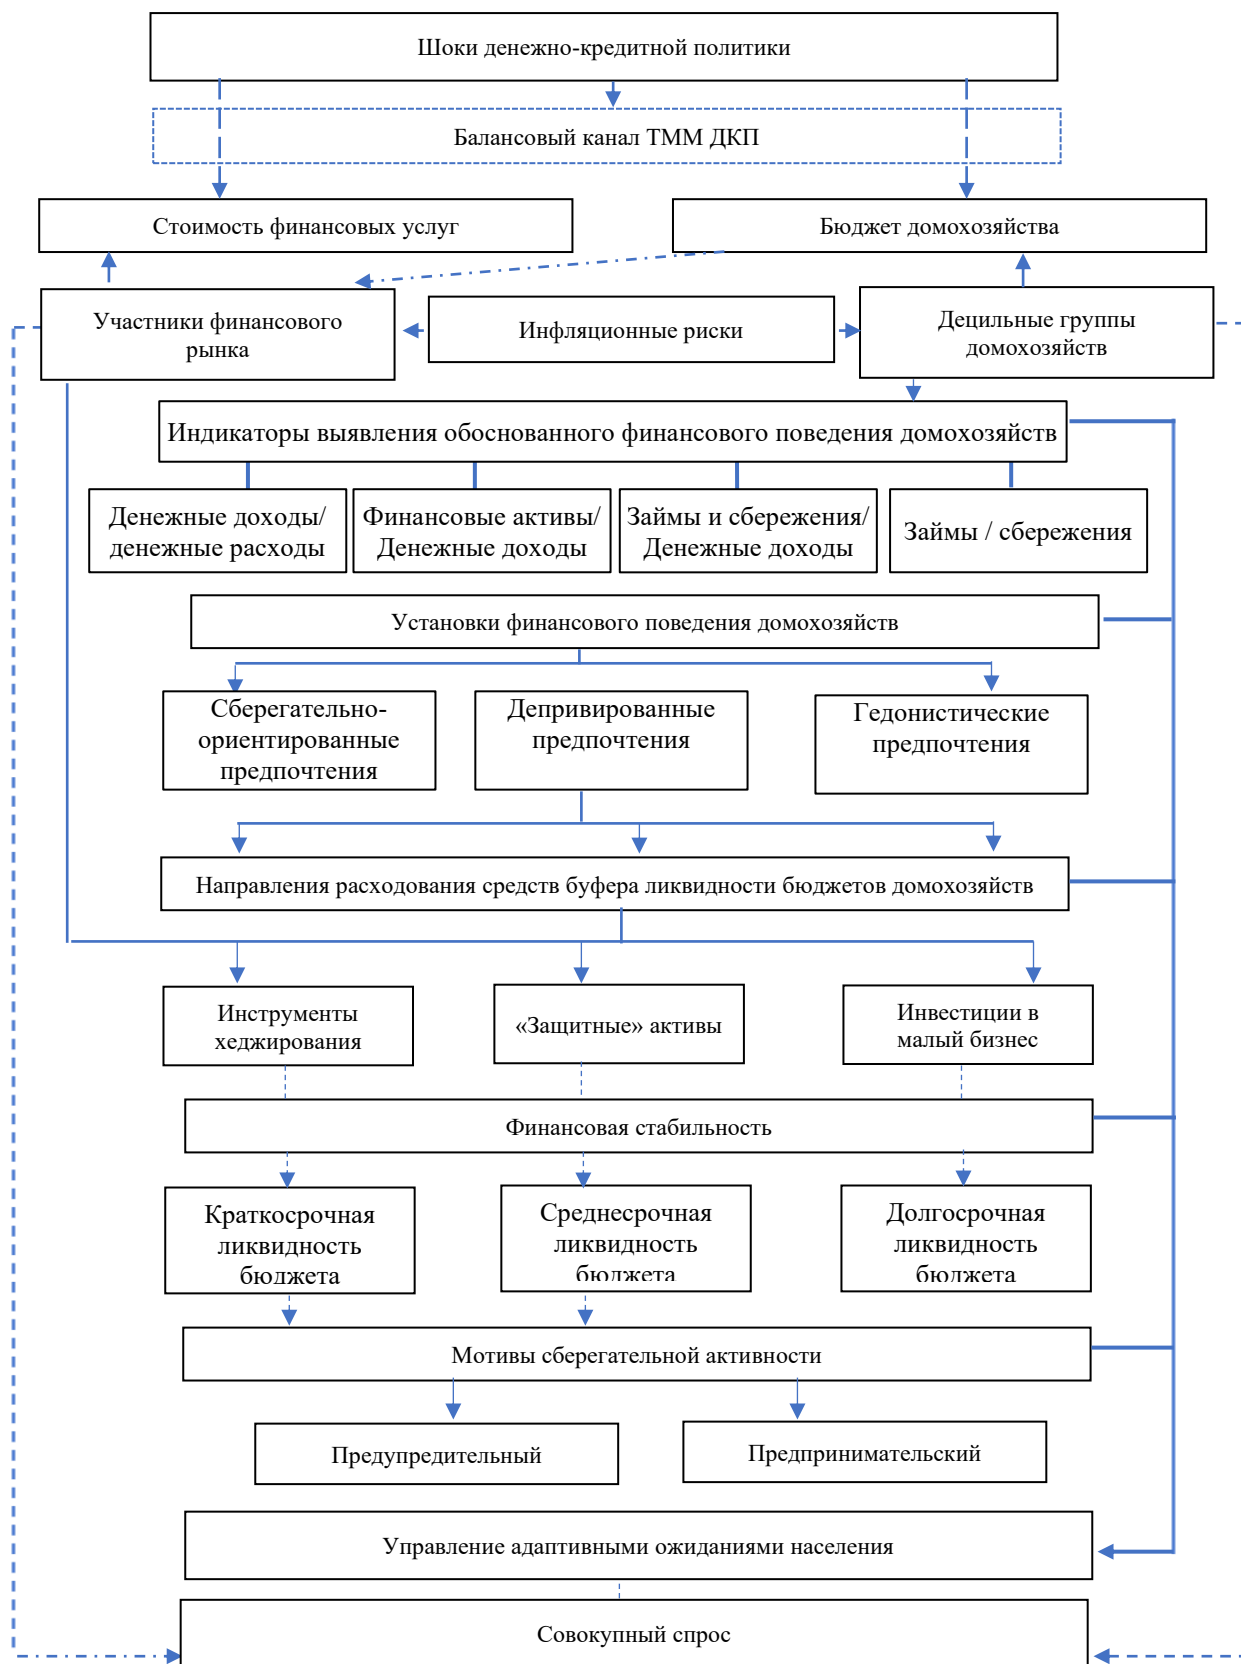 Шоки денежно-кредитной политики
Балансовый канал ТММ ДКП
Стоимость финансовых услуг
Бюджет домохозяйства
Участники финансового
рынка
Инфляционные риски
Децильные группы
домохозяйств
Индикаторы выявления обоснованного финансового поведения домохозяйств
Денежные доходы/
денежные расходы
Финансовые активы/
Денежные доходы
Займы и сбережения/
Денежные доходы
Займы / сбережения
Установки финансового поведения домохозяйств
Сберегательно-
ориентированные
предпочтения
Депривированные
предпочтения
Гедонистические
предпочтения
Направления расходования средств буфера ликвидности бюджетов домохозяйств
Инструменты
хеджирования
«Защитные» активы
Инвестиции в
малый бизнес
Финансовая стабильность
Краткосрочная
ликвидность
бюджета
Среднесрочная
ликвидность
бюджета
Долгосрочная
ликвидность
бюджета
Мотивы сберегательной активности
Предупредительный
Предпринимательский
Управление адаптивными ожиданиями населения
Совокупный спрос